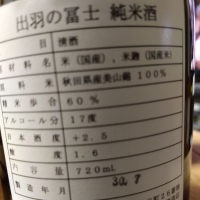 出羽の冨士 純米酒
目 清酒
原材料名 米（国産）、米麹（国産）
原料米 秋田県産美山錦 100%
精米歩合 60%
アルコール分 17度
日本酒度 +2.5
酸度 1.6
内容量 720mℓ
製造年月 30.7